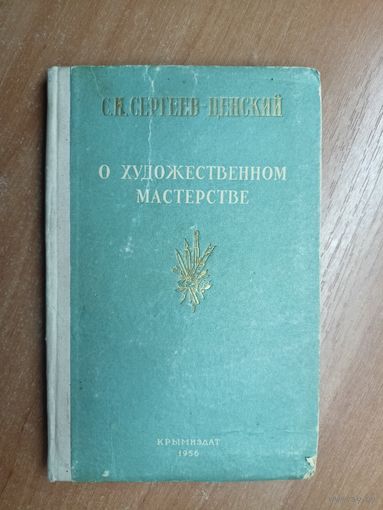 С.Н. СЕРГЕЕВ-ЦЕНСКИЙ
О ХУДОЖЕСТВЕННОМ
МАСТЕРСТВЕ
КРЫМИЗДАТ
1956